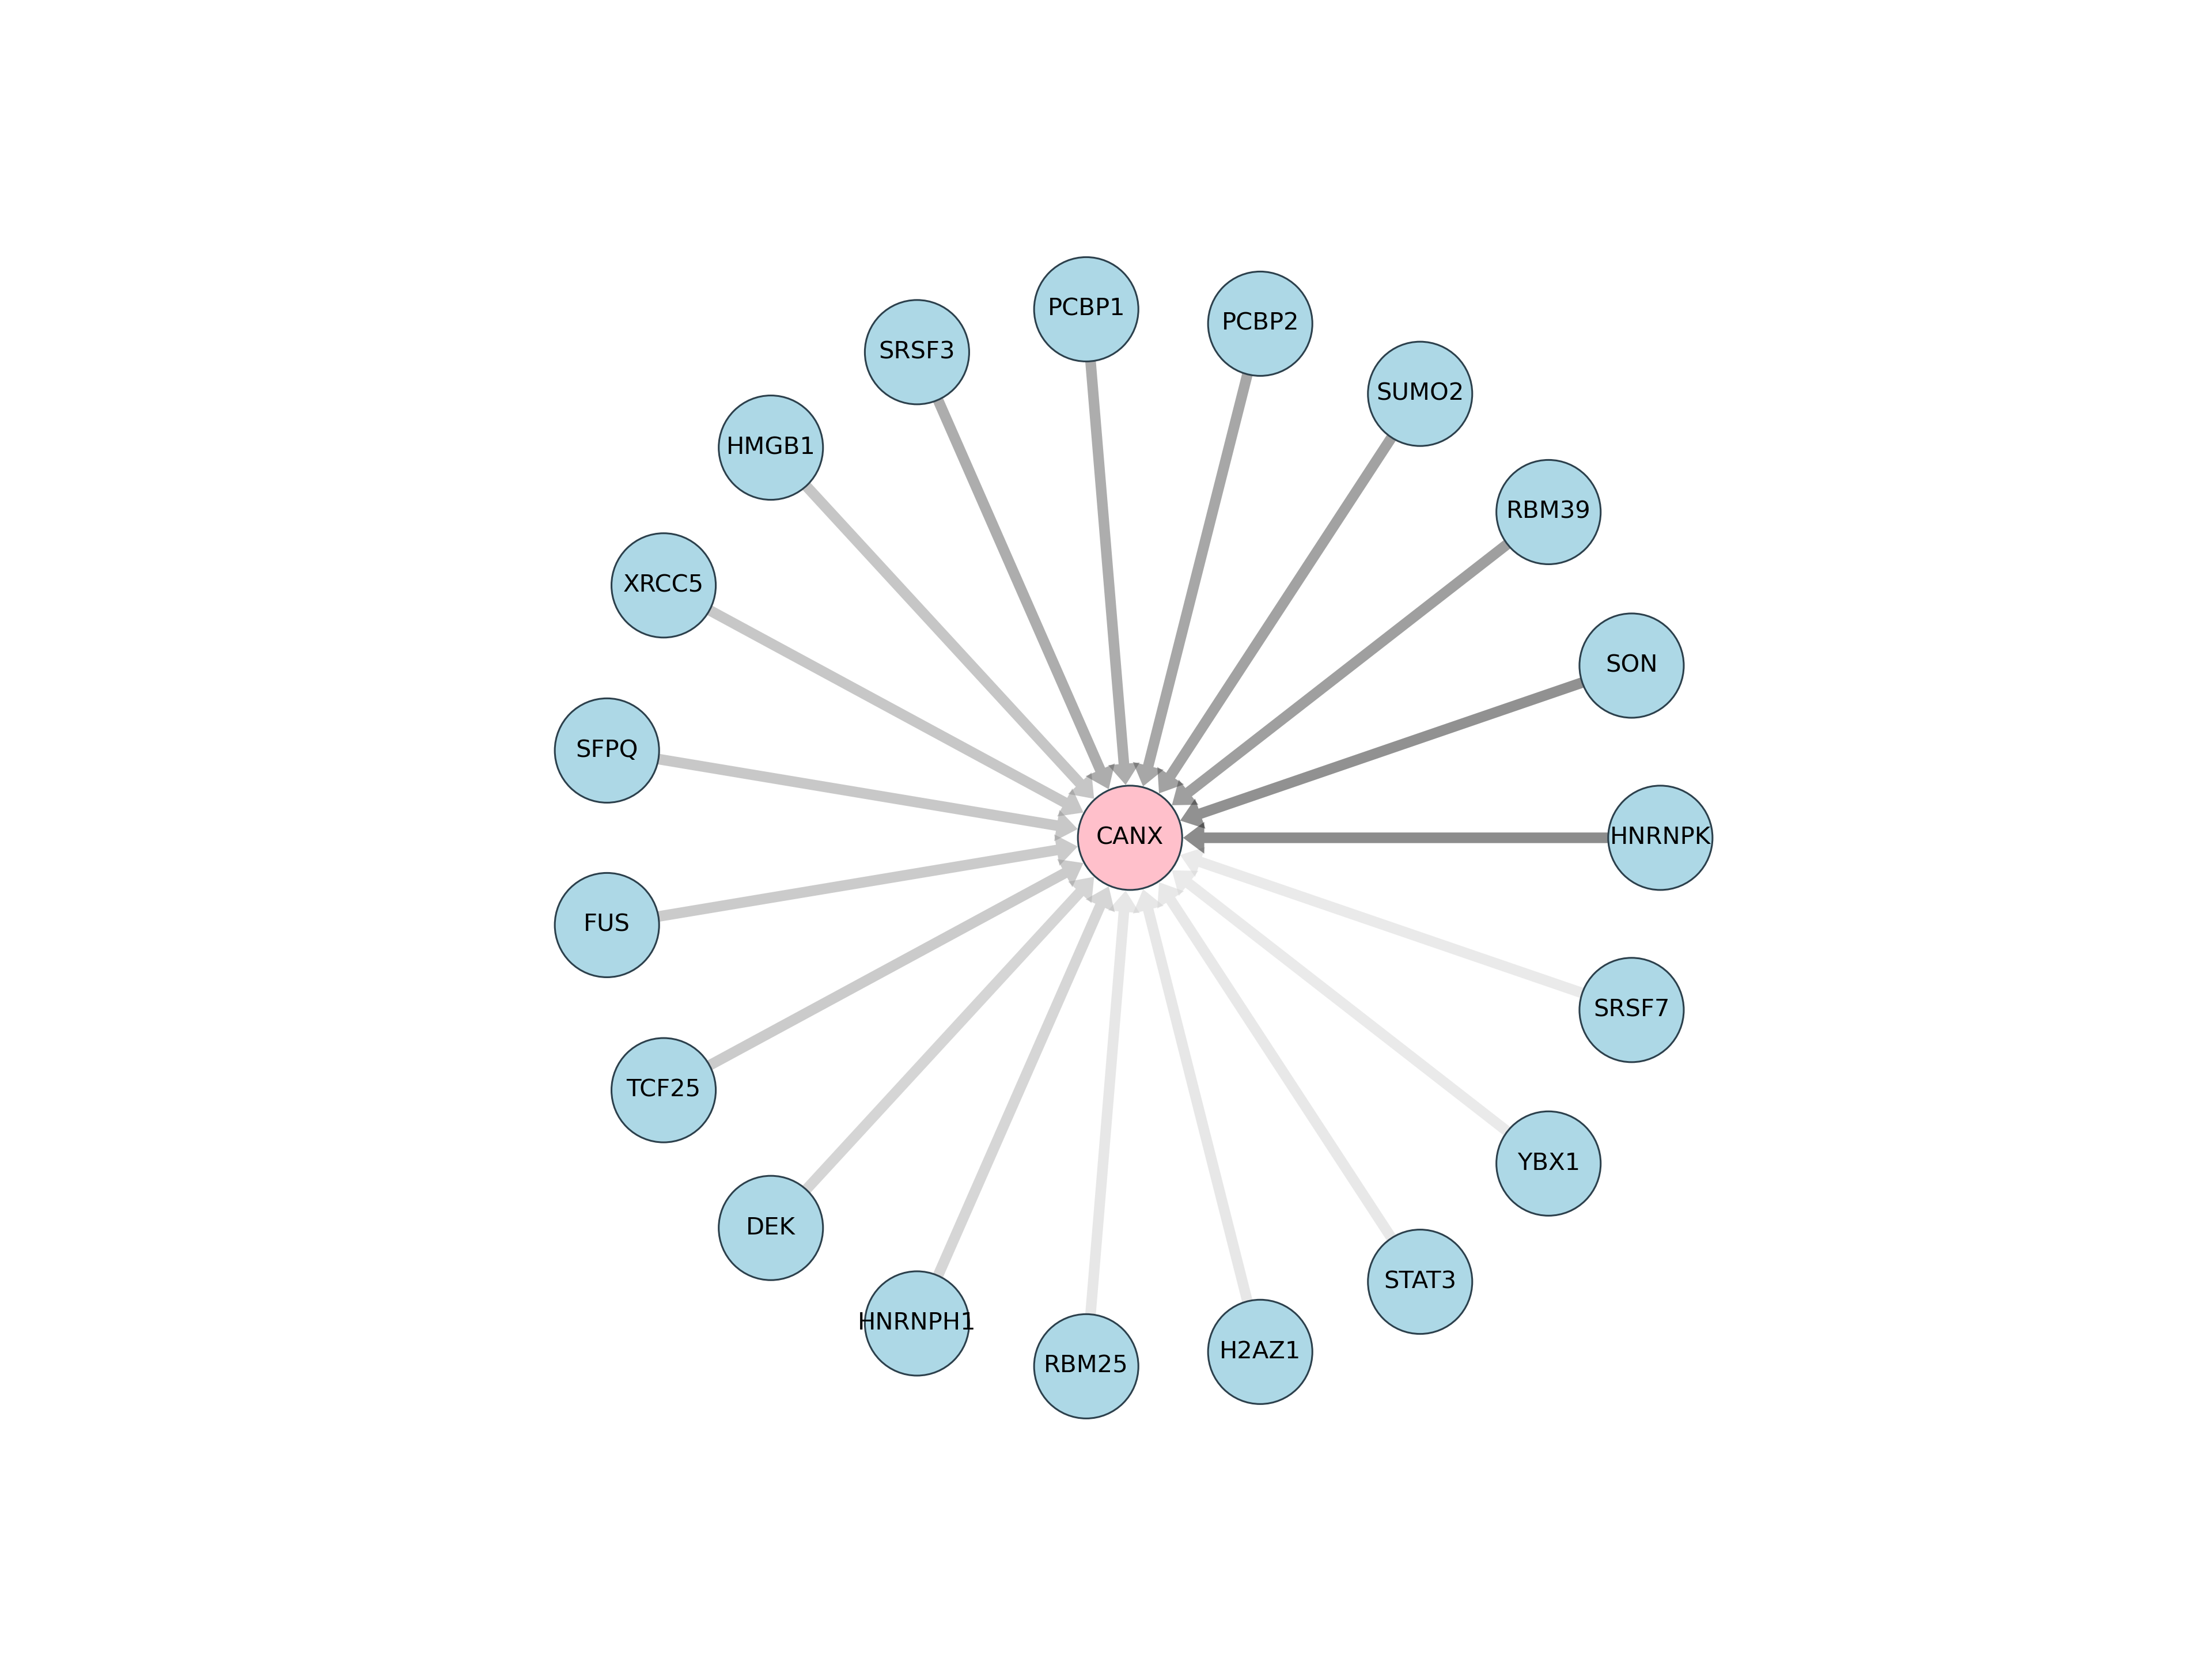 PCBP1
PCBP2
SRSF3
SUMO2
HMGB1
RBM39
XRCC5
SON
SFPQ
CANX
HNRNPK
FUS
SRSF7
TCF25
YBX1
DEK
STAT3
HNRNPH1
H2AZ1
RBM25